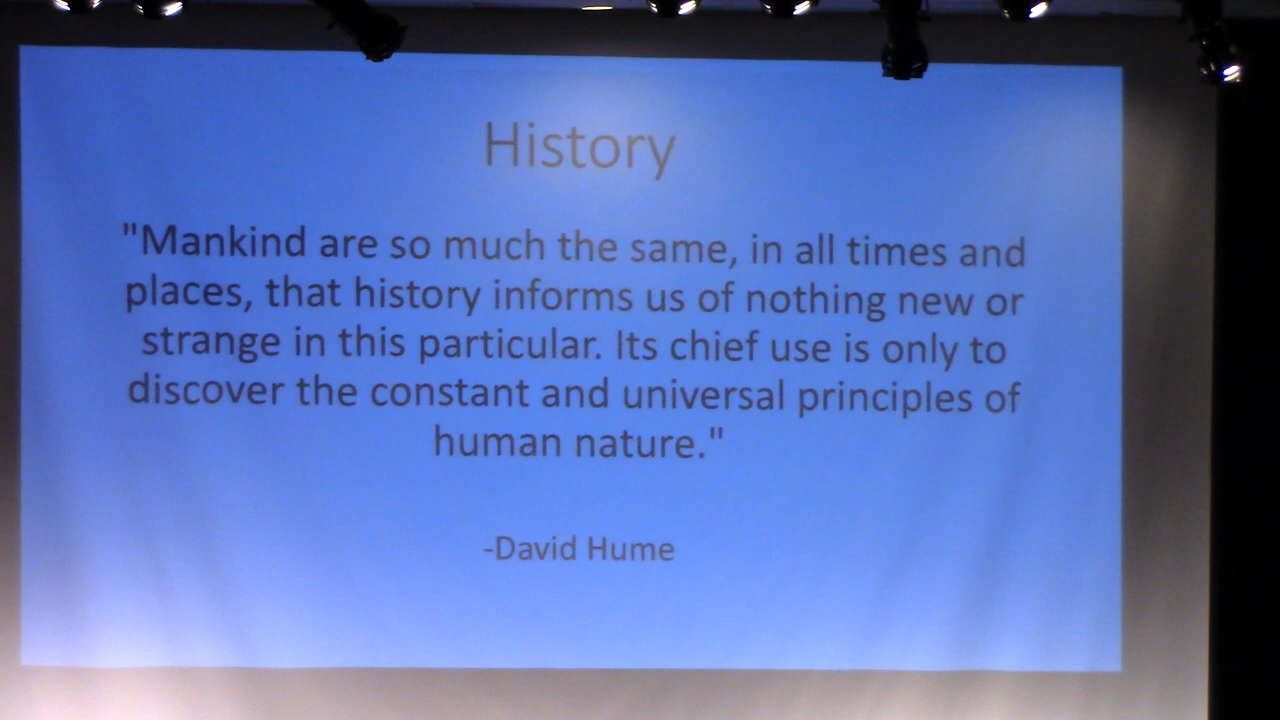 History
"Mankind are so much the same, in all times and
places, that history informs us of nothing new or
strange in this particular. Its chief use is only to
discover the constant and universal principles of
human nature."
-David Hume